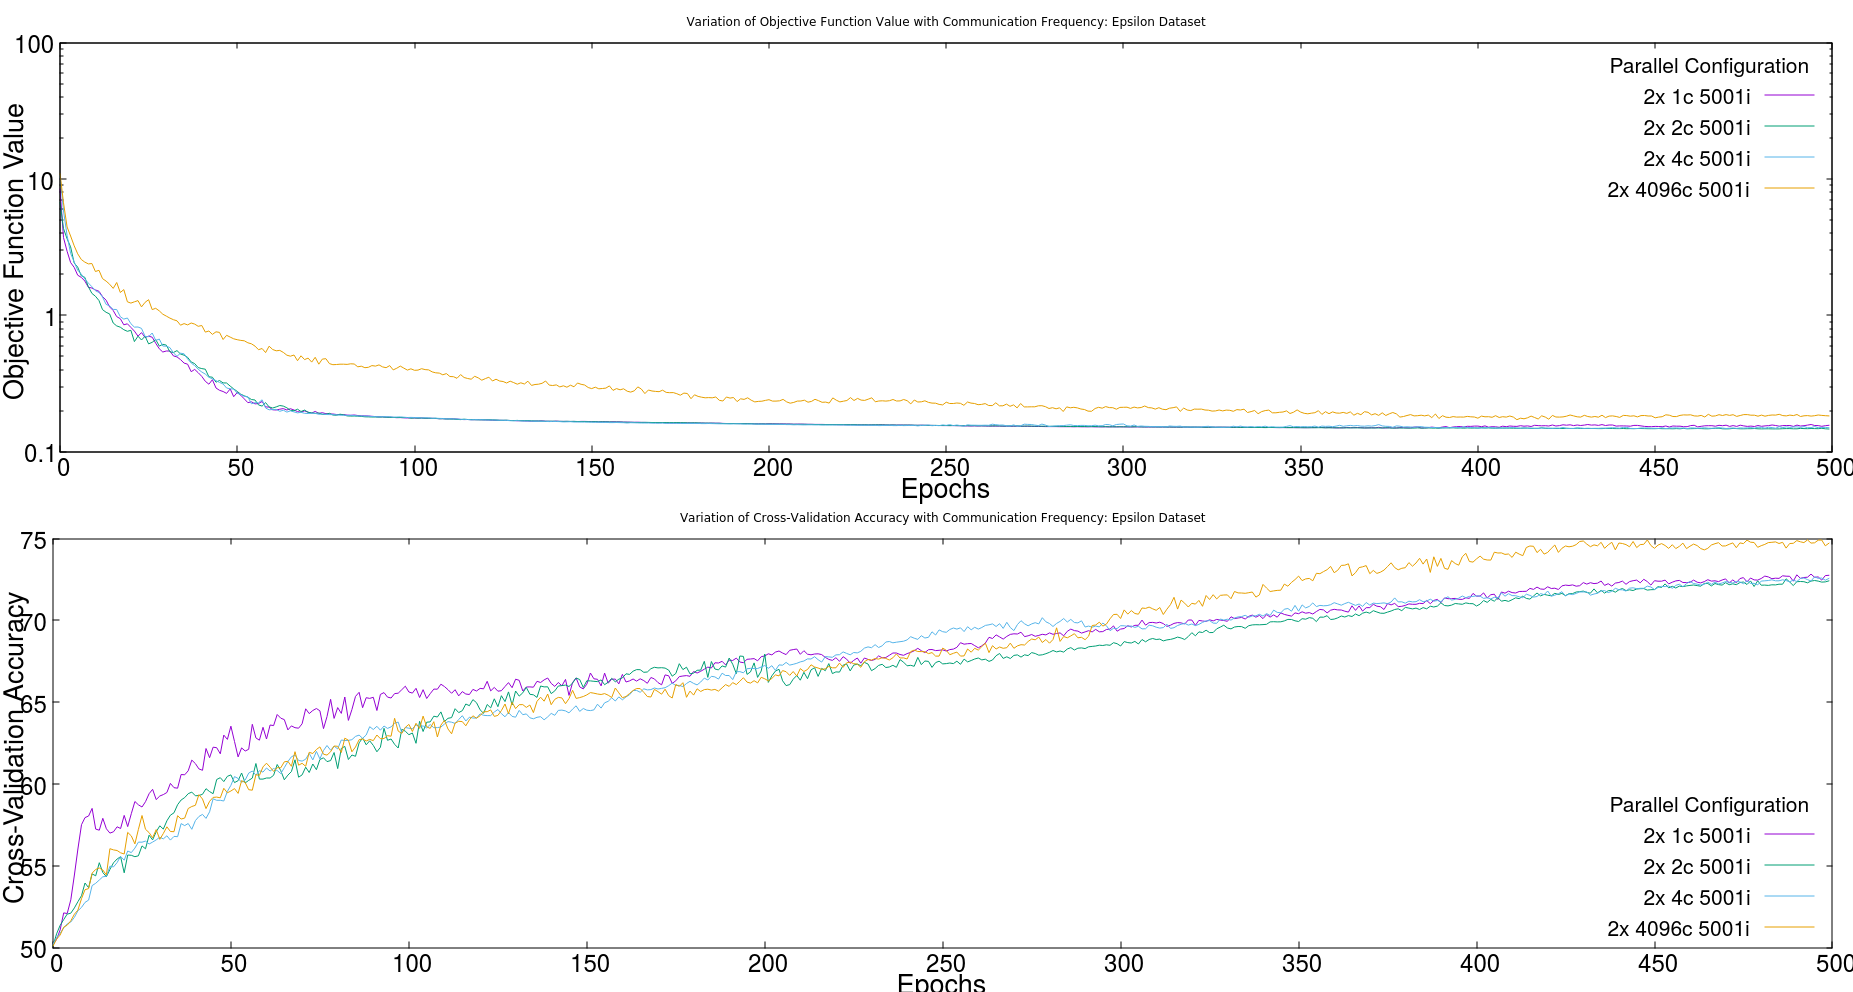 Variation of Objective Function Value with Communication Frequency: Epsilon Dataset
100
10
1
0.1
Objective Function Value
Parallel Configuration
2x 1c 5001i
2x 2c 5001i
2x 4c 5001i
2x 4096c 5001i
0 50 100 150 200 250 300 350 400 450 500
Epochs
Variation of Cross-Validation Accuracy with Communication Frequency: Epsilon Dataset
75
70
65
60
55
50
Cross-Validation Accuracy
Parallel Configuration
2x 1c 5001i
2x 2c 5001i
2x 4c 5001i
2x 4096c 5001i
0 50 100 150 200 250 300 350 400 450 500
Epochs